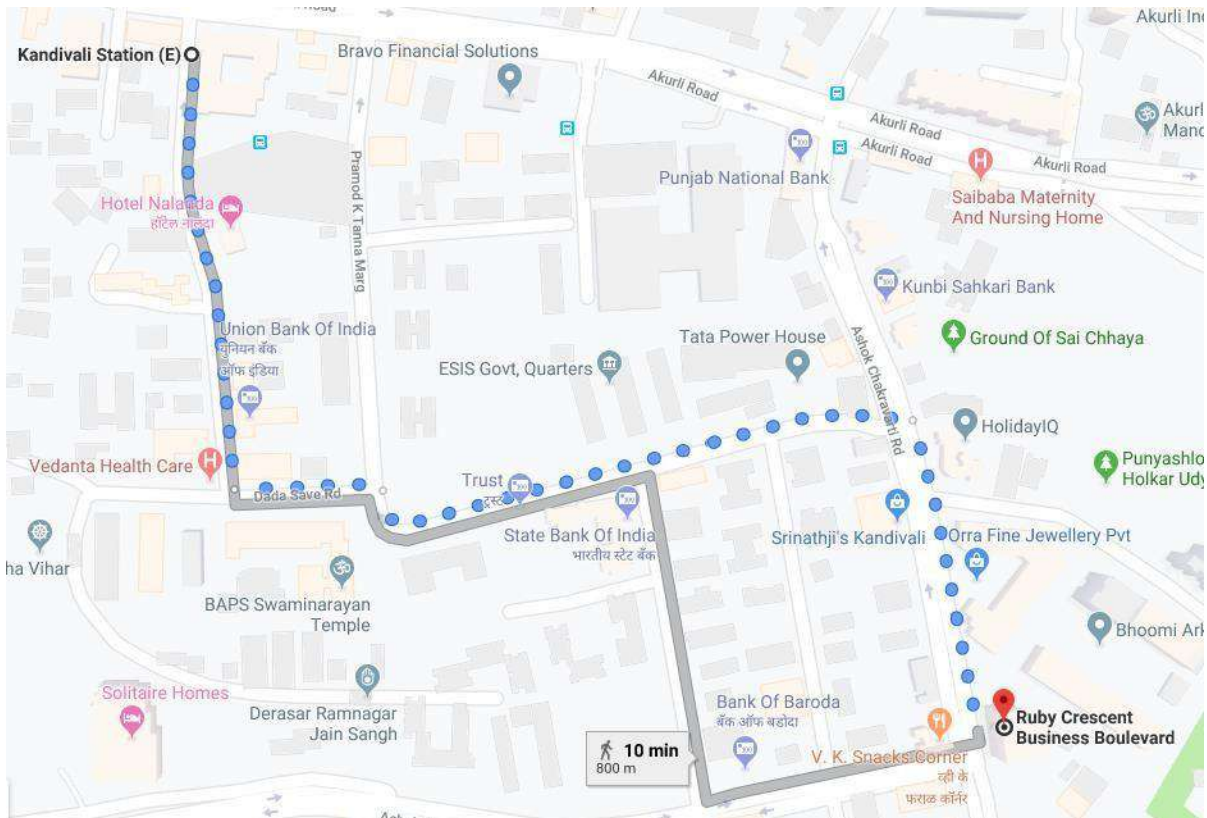 Road
Akurli Ind
Kandivali Station (E)
Bravo Financial Solutions
Akurli Road
Akurli Road
Akurli Road
Akurli Road
Akurl
Mand
Pramod K Tanna Marg
Punjab National Bank
Saibaba Maternity
And Nursing Home
Hotel Nalanda
हॉटेल नालंदा
Kunbi Sahkari Bank
Union Bank Of India
युनियन बँक
ऑफ इंडिया
Tata Power House
Ashok Chakravarti Rd
Ground Of Sai Chhaya
ESIS Govt, Quarters
HolidayIQ
Vedanta Health Care
Punyashlo
Holkar Udy
Trust
ट्रस्ट
Dada Save Rd
State Bank Of India
भारतीय स्टेट बँक
Srinathji's Kandivali
Orra Fine Jewellery Pvt
ha Vihar
BAPS Swaminarayan
Temple
Bhoomi Ark
Solitaire Homes
Derasar Ramnagar
Jain Sangh
Bank Of Baroda
बँक ऑफ बडोदा
Ruby Crescent
Business Boulevard
10 min
800 m
V. K. Snacks Corner
व्ही के
फराळ कॉर्नर